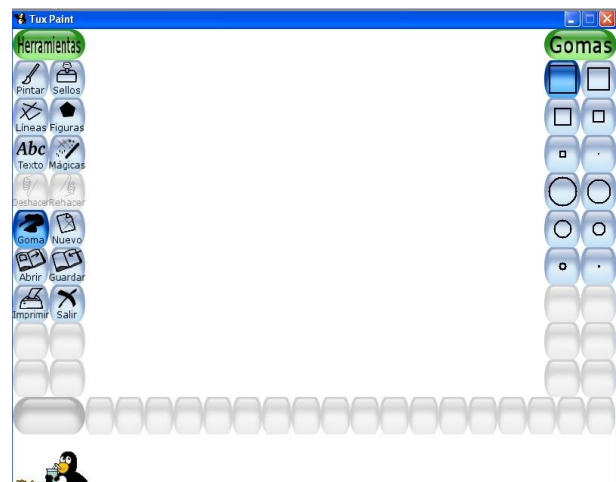 Tux Paint
Herramientas
Gomas
Pintar Sellos
Líneas Figuras
Abc
Texto Mágicas
Deshacer Rehacer
Goma Nuevo
Abrir Guardar
Imprimir Salir